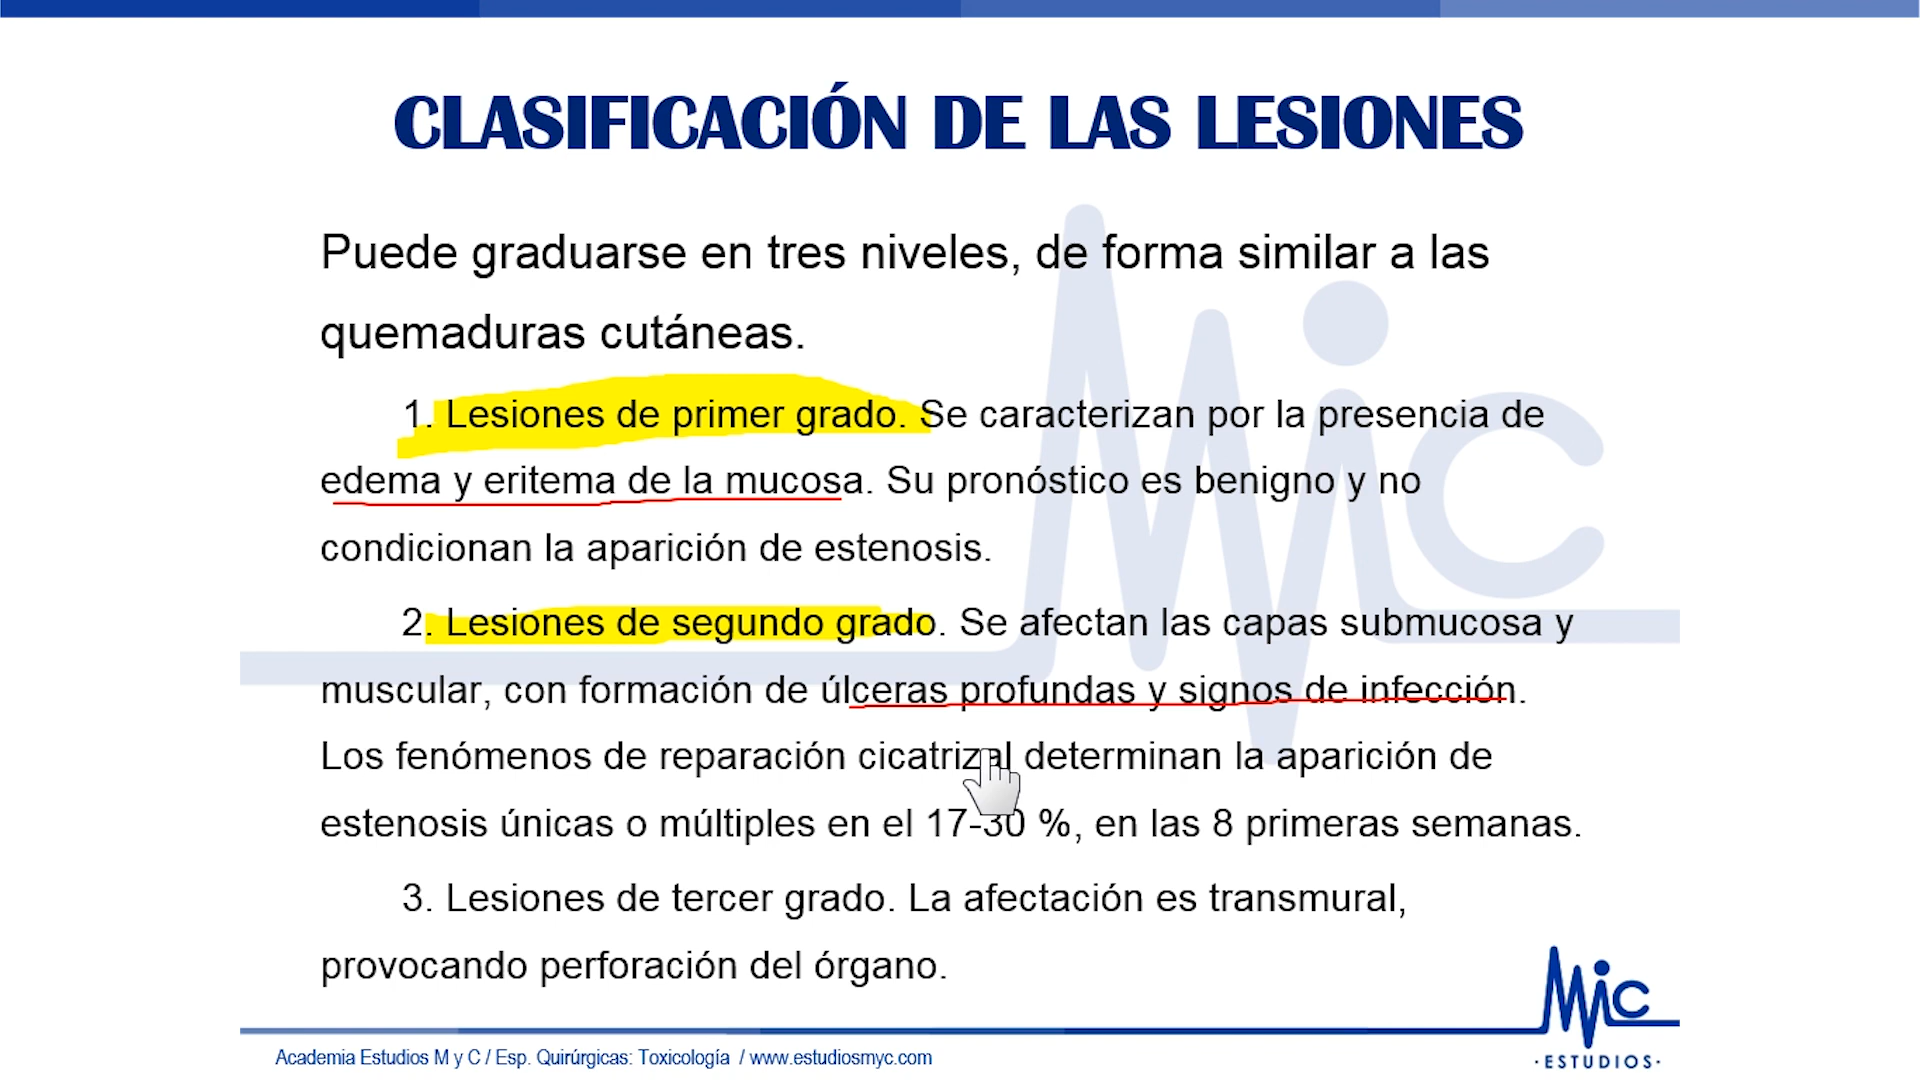 CLASIFICACIÓN DE LAS LESIONES
Puede graduarse en tres niveles, de forma similar a las
quemaduras cutáneas.
1. Lesiones de primer grado. Se caracterizan por la presencia de
edema y eritema de la mucosa. Su pronóstico es benigno y no
condicionan la aparición de estenosis.
2. Lesiones de segundo grado. Se afectan las capas submucosa y
muscular, con formación de úlceras profundas y signos de infección.
Los fenómenos de reparación cicatrizal determinan la aparición de
estenosis únicas o múltiples en el 17-30 %, en las 8 primeras semanas.
3. Lesiones de tercer grado. La afectación es transmural,
provocando perforación del órgano.
Academia Estudios M y C / Esp. Quirúrgicas: Toxicología / www.estudiosmyc.com
MyC
·ESTUDIOS·